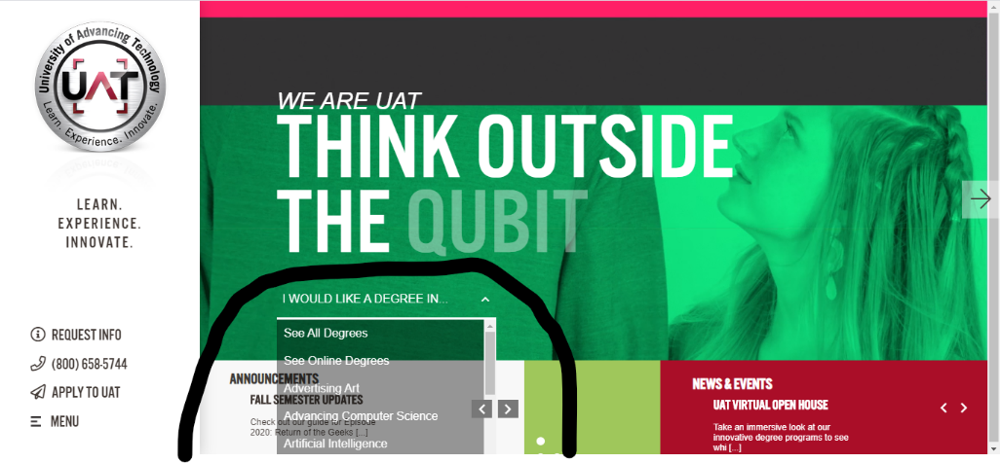 University of Advancing Technology
UAT
Learn. Experience. Innovate.
LEARN.
EXPERIENCE.
INNOVATE.
REQUEST INFO
(800) 658-5744
APPLY TO UAT
MENU
WE ARE UAT
THINK OUTSIDE
THE QUBIT
I WOULD LIKE A DEGREE IN...
See All Degrees
See Online Degrees
Advertising Art
Advancing Computer Science
Artificial Intelligence
ANNOUNCEMENTS
FALL SEMESTER UPDATES
Check out our guide for Episode
2020: Return of the Geeks [...]
NEWS & EVENTS
UAT VIRTUAL OPEN HOUSE
Take an immersive look at our
innovative degree programs to see
whi [...]